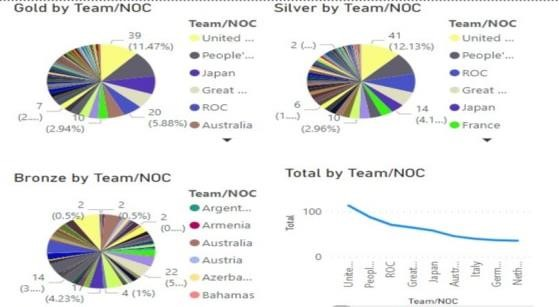 Gold by Team/NOC
39
(11.47%)
20
(5.88%)
10
(2.94%)
7
(2....)
Team/NOC
United ...
People'...
Japan
Great ...
ROC
Australia
Silver by Team/NOC
2 (...)
41
(12.13%)
14
(4.1...)
10
(2.96%)
6
(1....)
Team/NOC
United ...
People'...
ROC
Great ...
Japan
France
Bronze by Team/NOC
2
(0.5%)
2
(0.5%)
2
(0....)
22
(5...)
4 (1%)
17
(4.23%)
14
(3....)
Team/NOC
Argent...
Armenia
Australia
Austria
Azerba...
Bahamas
Total by Team/NOC
Total
100
0
Unite...
Peopl...
ROC
Great...
Japan
Austr...
Italy
Germ...
Neth...
Team/NOC